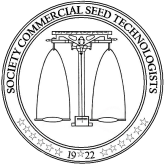 SOCIETY COMMERCIAL SEED TECHNOLOGISTS
19 22